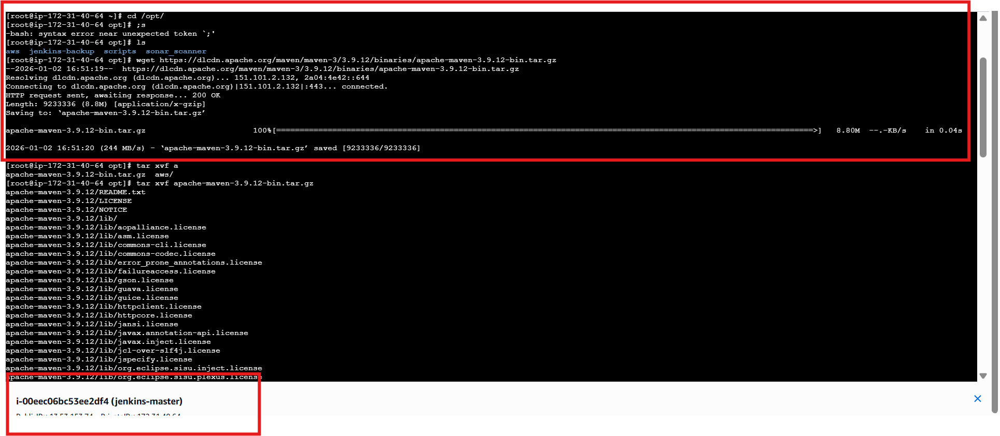 [root@ip-172-31-40-64 ~]# cd /opt/
[root@ip-172-31-40-64 opt]# ;s
-bash: syntax error near unexpected token `;'
[root@ip-172-31-40-64 opt]# ls
aws  jenkins-backup  scripts  sonar_scanner
[root@ip-172-31-40-64 opt]# wget https://dlcdn.apache.org/maven/maven-3/3.9.12/binaries/apache-maven-3.9.12-bin.tar.gz
--2026-01-02 16:51:19--  https://dlcdn.apache.org/maven/maven-3/3.9.12/binaries/apache-maven-3.9.12-bin.tar.gz
Resolving dlcdn.apache.org (dlcdn.apache.org)... 151.101.2.132, 2a04:4e42::644
Connecting to dlcdn.apache.org (dlcdn.apache.org)|151.101.2.132|:443... connected.
HTTP request sent, awaiting response... 200 OK
Length: 9233336 (8.8M) [application/x-gzip]
Saving to: ‘apache-maven-3.9.12-bin.tar.gz’
apache-maven-3.9.12-bin.tar.gz 100%[===================================================================================================================>] 8.80M --.-KB/s in 0.04s
2026-01-02 16:51:20 (244 MB/s) - ‘apache-maven-3.9.12-bin.tar.gz’ saved [9233336/9233336]
[root@ip-172-31-40-64 opt]# tar xvf a
apache-maven-3.9.12-bin.tar.gz  aws/
[root@ip-172-31-40-64 opt]# tar xvf apache-maven-3.9.12-bin.tar.gz
apache-maven-3.9.12/README.txt
apache-maven-3.9.12/LICENSE
apache-maven-3.9.12/NOTICE
apache-maven-3.9.12/lib/
apache-maven-3.9.12/lib/aopalliance.license
apache-maven-3.9.12/lib/asm.license
apache-maven-3.9.12/lib/commons-cli.license
apache-maven-3.9.12/lib/commons-codec.license
apache-maven-3.9.12/lib/error_prone_annotations.license
apache-maven-3.9.12/lib/failureaccess.license
apache-maven-3.9.12/lib/gson.license
apache-maven-3.9.12/lib/guava.license
apache-maven-3.9.12/lib/guice.license
apache-maven-3.9.12/lib/httpclient.license
apache-maven-3.9.12/lib/httpcore.license
apache-maven-3.9.12/lib/jansi.license
apache-maven-3.9.12/lib/javax.annotation-api.license
apache-maven-3.9.12/lib/javax.inject.license
apache-maven-3.9.12/lib/jcl-over-slf4j.license
apache-maven-3.9.12/lib/jspecify.license
apache-maven-3.9.12/lib/org.eclipse.sisu.inject.license
apache-maven-3.9.12/lib/org.eclipse.sisu.plexus.license
i-00eec06bc53ee2df4 (jenkins-master)